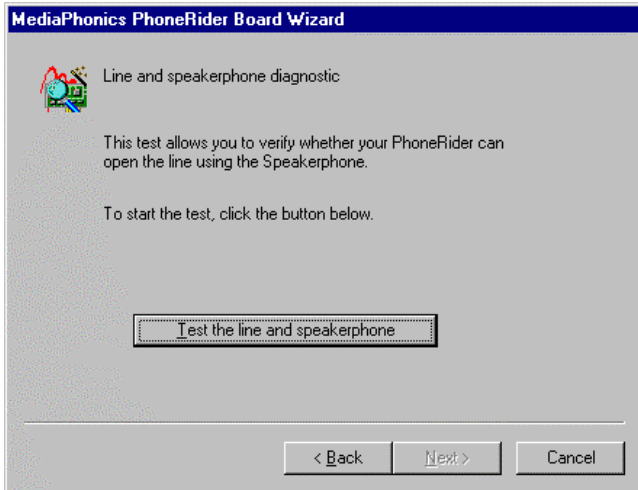 MediaPhonics PhoneRider Board Wizard
Line and speakerphone diagnostic
This test allows you to verify whether your PhoneRider can
open the line using the Speakerphone.
To start the test, click the button below.
Test the line and speakerphone
< Back
Next >
Cancel